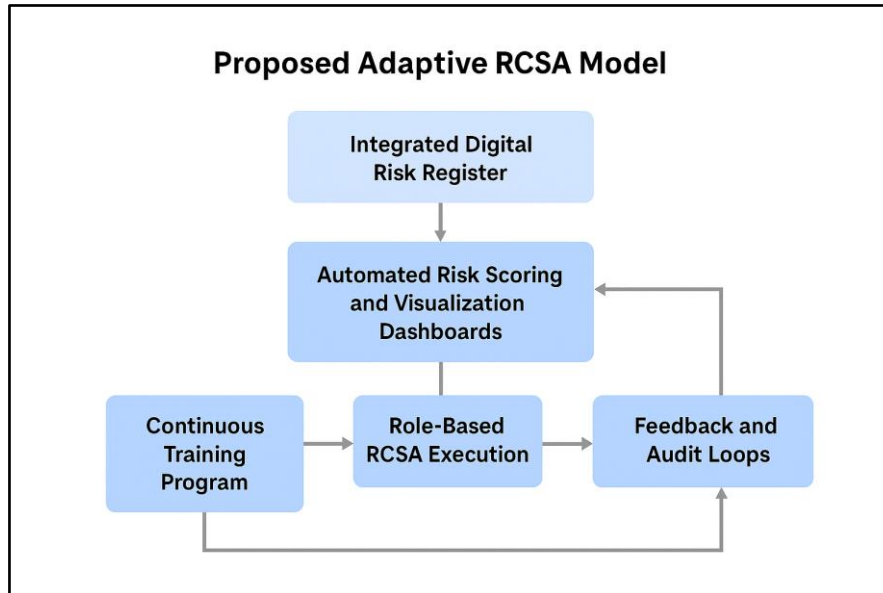 Proposed Adaptive RCSA Model
Integrated Digital
Risk Register
Automated Risk Scoring
and Visualization
Dashboards
Continuous
Training
Program
Role-Based
RCSA Execution
Feedback and
Audit Loops